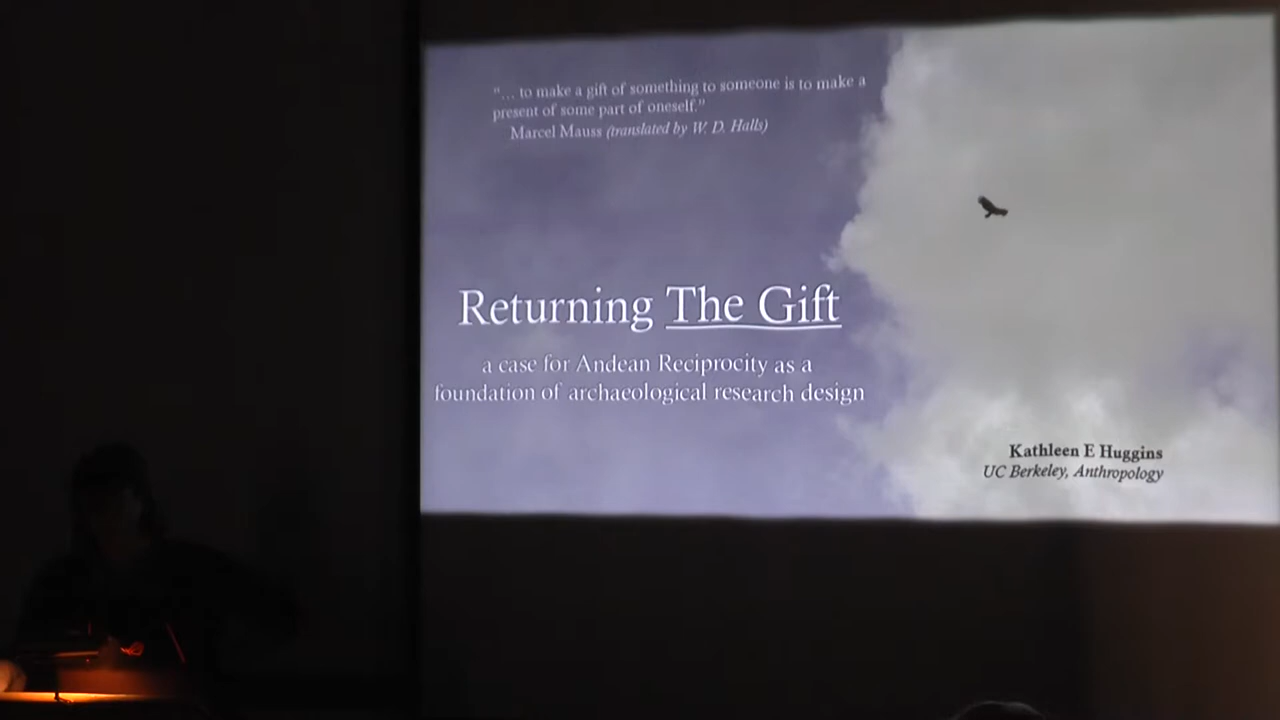 “... to make a gift of something to someone is to make a
present of some part of oneself.”
Marcel Mauss (translated by W. D. Halls)
Returning The Gift
a case for Andean Reciprocity as a
foundation of archaeological research design
Kathleen E Huggins
UC Berkeley, Anthropology